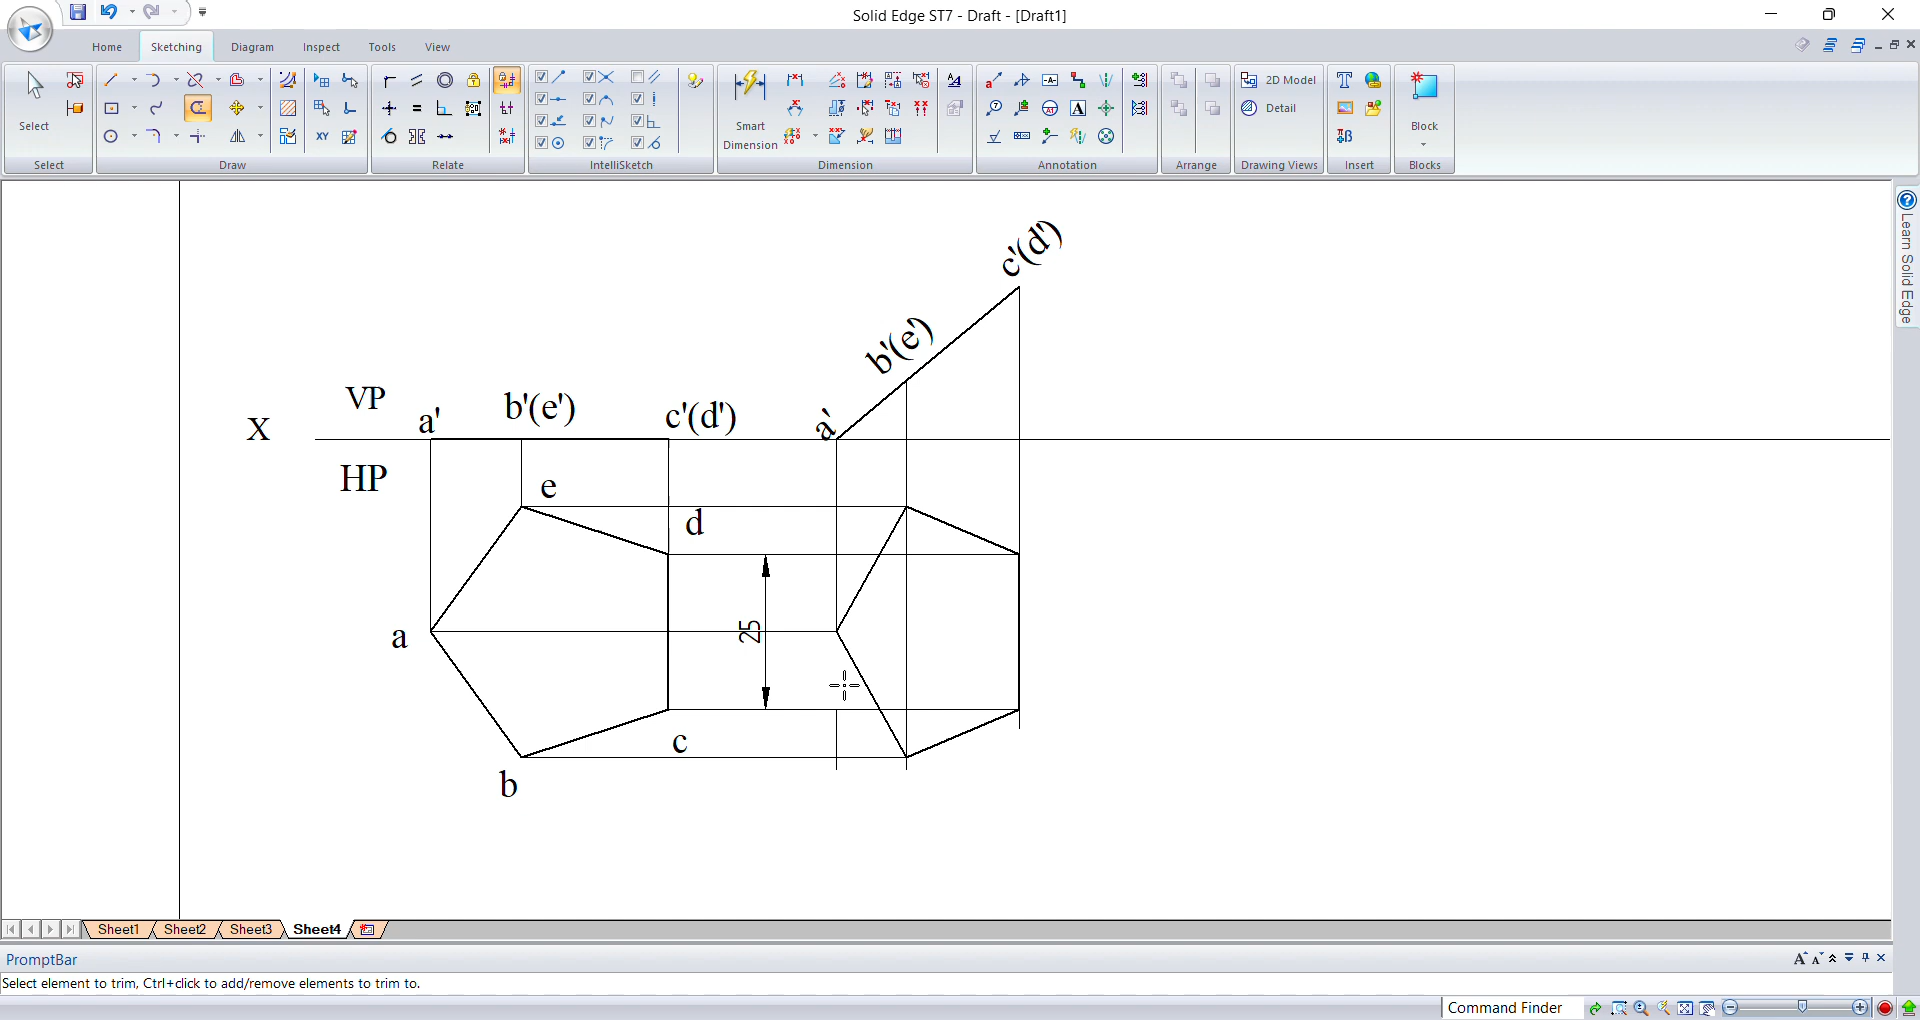 Solid Edge ST7 - Draft - [Draft1]
Home Sketching Diagram Inspect Tools View
Select
Smart
Dimension
2D Model
Detail
Block
Select Draw Relate IntelliSketch Dimension Annotation Arrange Drawing Views Insert Blocks
Learn Solid Edge
c'(d')
b'(e')
VP
a' b'(e') c'(d') a'
X
HP
e
d
25
a
c
b
Sheet1 Sheet2 Sheet3 Sheet4
PromptBar
Select element to trim, Ctrl+click to add/remove elements to trim to.
Command Finder